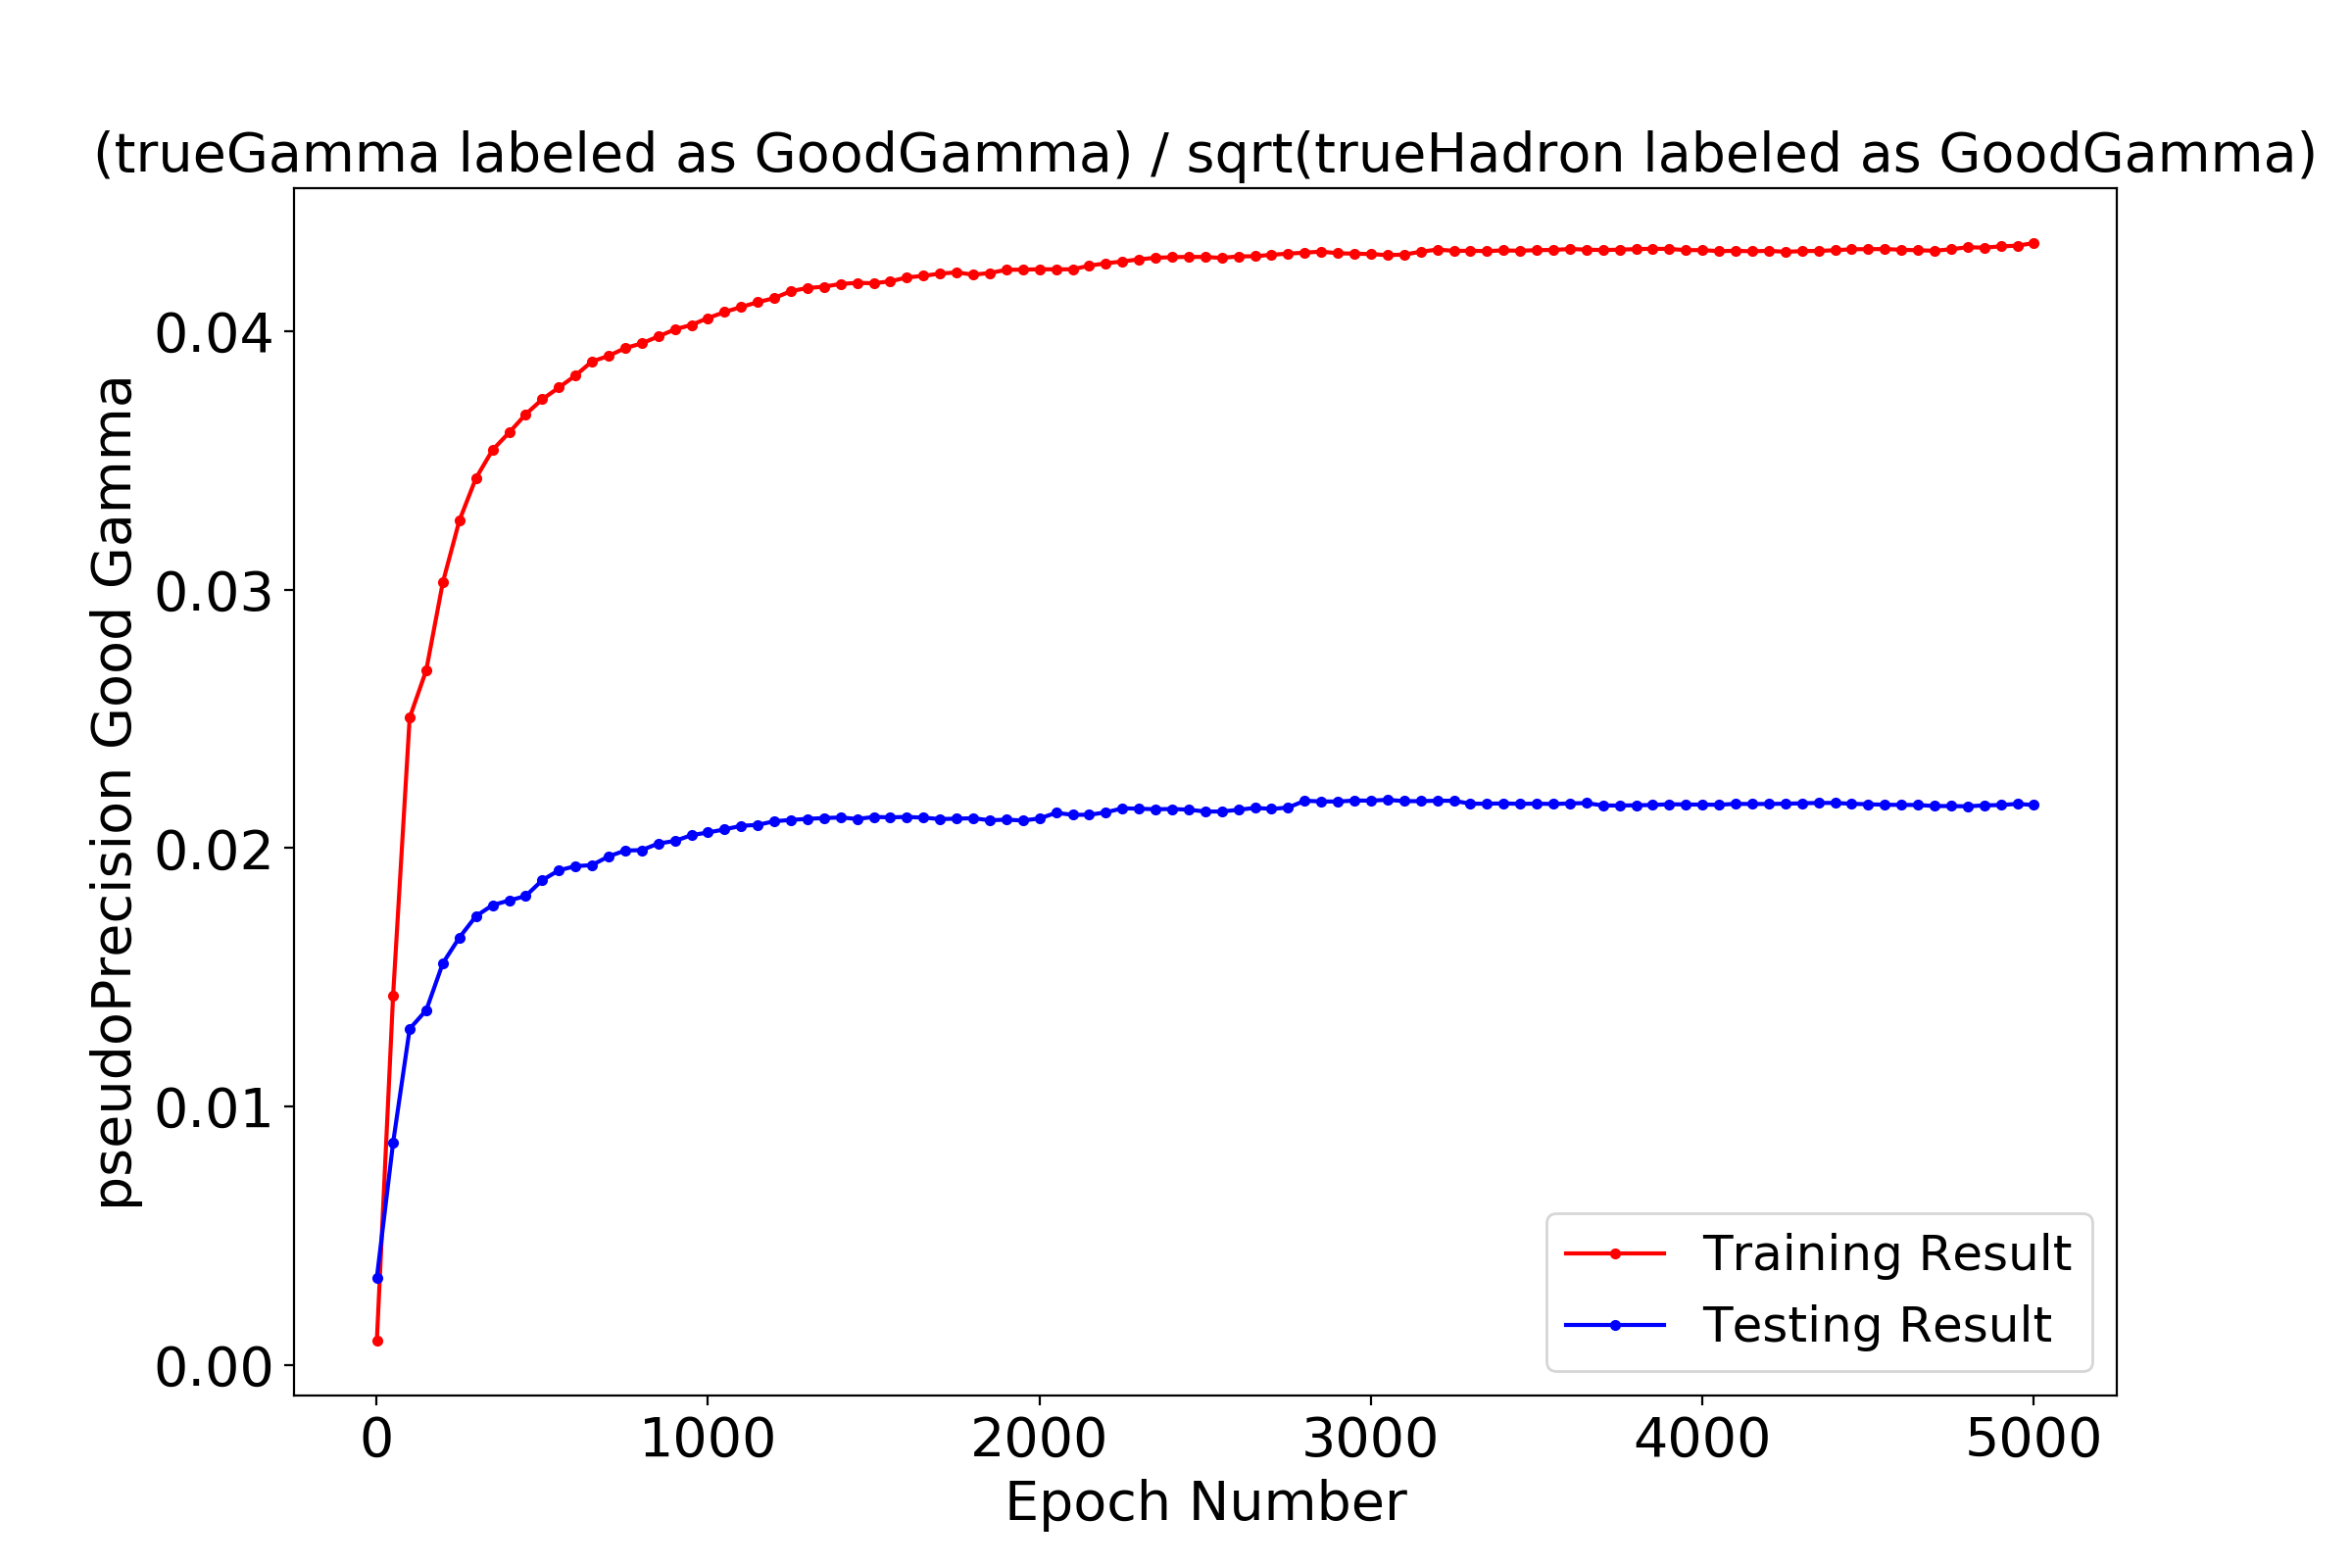 (trueGamma labeled as GoodGamma) / sqrt(trueHadron labeled as GoodGamma)
pseudoPrecision Good Gamma
0.04
0.03
0.02
0.01
0.00
Training Result
Testing Result
0 1000 2000 3000 4000 5000
Epoch Number